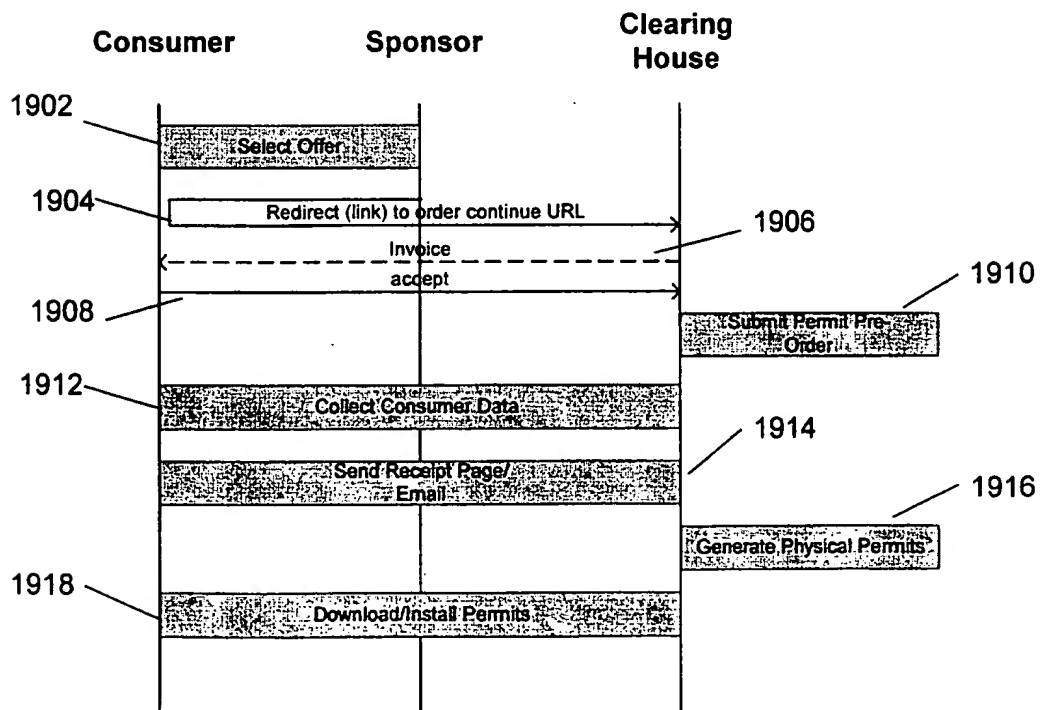 Consumer
Sponsor
Clearing
House
1902
Select Offer
1904
Redirect (link) to order continue URL
1906
Invoice
accept
1908
1910
Submit Permit Pre-
Order
1912
Collect Consumer Data
1914
Send Receipt Page/
Email
1916
Generate Physical Permits
1918
Download/Install Permits